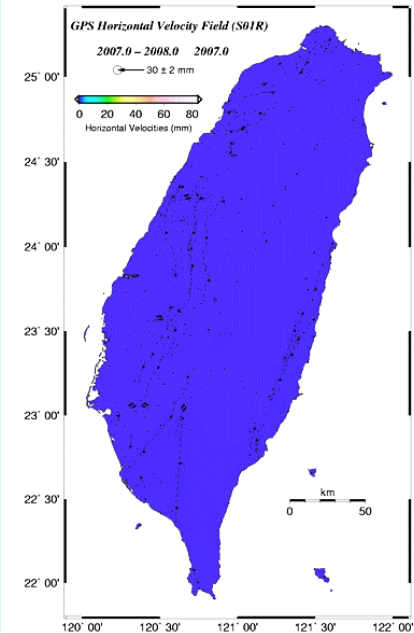 GPS Horizontal Velocity Field (S01R)
2007.0 – 2008.0 2007.0
30 ± 2 mm
0 20 40 60 80
Horizontal Velocities (mm)
25° 00'
24° 30'
24° 00'
23° 30'
23° 00'
22° 30'
22° 00'
km
0 50
120° 00' 120° 30' 121° 00' 121° 30' 122° 00'